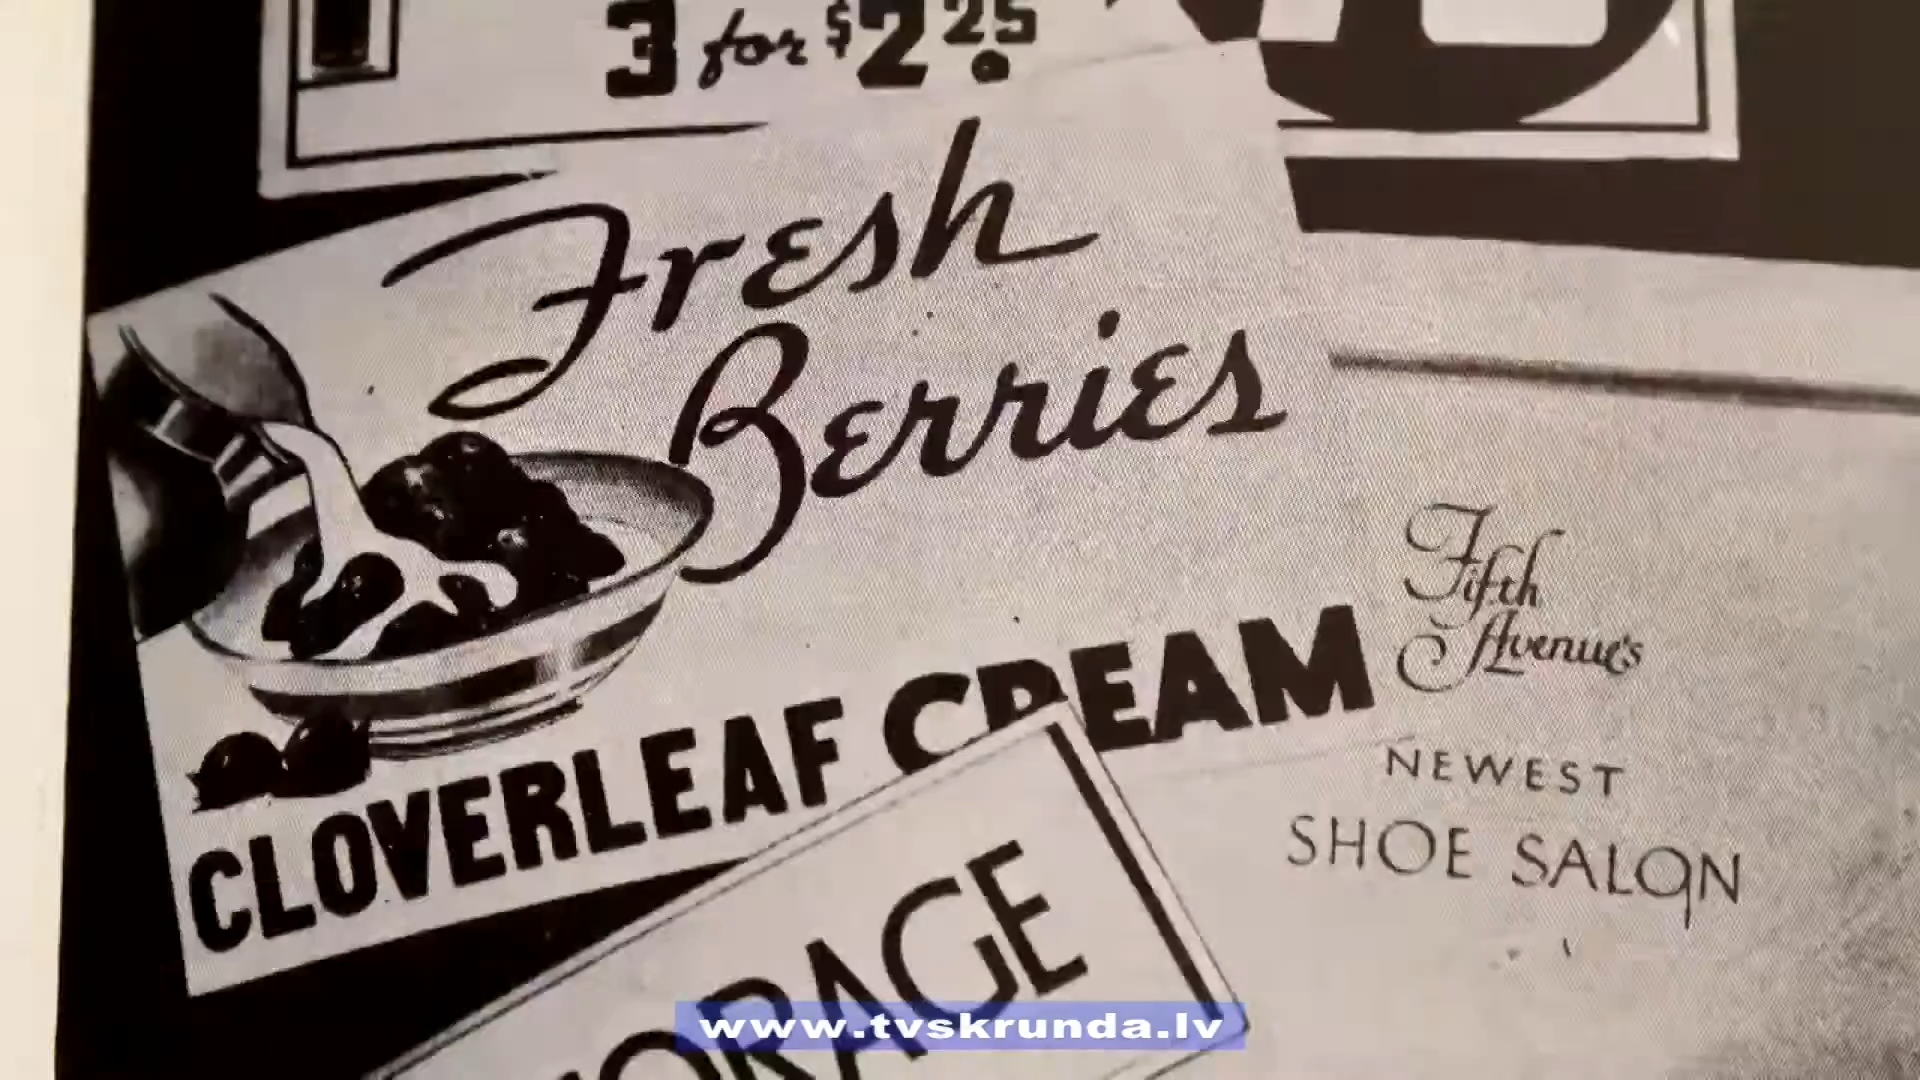 3 for $2.25
Fresh
Berries
CLOVERLEAF CREAM
Fifth
Avenue's
NEWEST
SHOE SALON
ORAGE
www.tvskrunda.lv